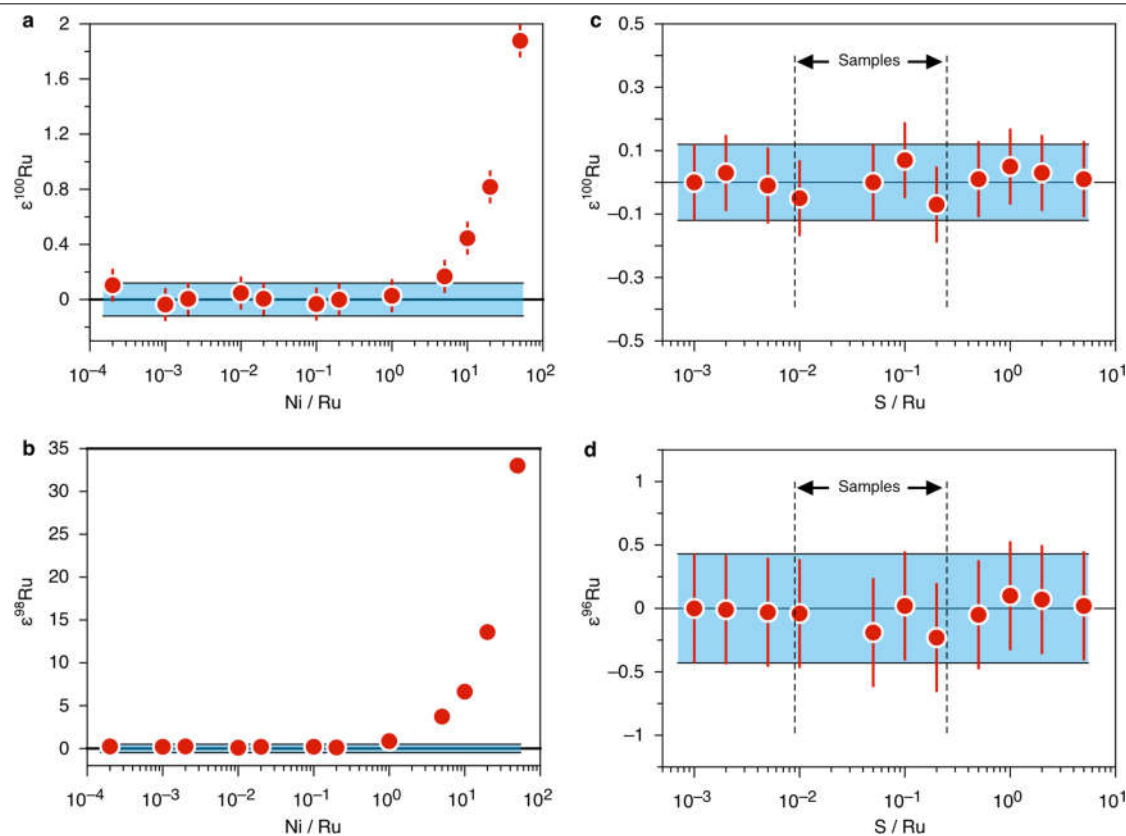 a
2
1.6
1.2
0.8
0.4
0
ε¹⁰⁰Ru
10⁻⁴ 10⁻³ 10⁻² 10⁻¹ 10⁰ 10¹ 10²
Ni / Ru
c
0.5
0.3
0.1
−0.1
−0.3
−0.5
ε¹⁰⁰Ru
Samples
10⁻³ 10⁻² 10⁻¹ 10⁰ 10¹
S / Ru
b
35
30
25
20
15
10
5
0
ε⁹⁸Ru
10⁻⁴ 10⁻³ 10⁻² 10⁻¹ 10⁰ 10¹ 10²
Ni / Ru
d
1
0.5
0
−0.5
−1
ε⁹⁶Ru
Samples
10⁻³ 10⁻² 10⁻¹ 10⁰ 10¹
S / Ru